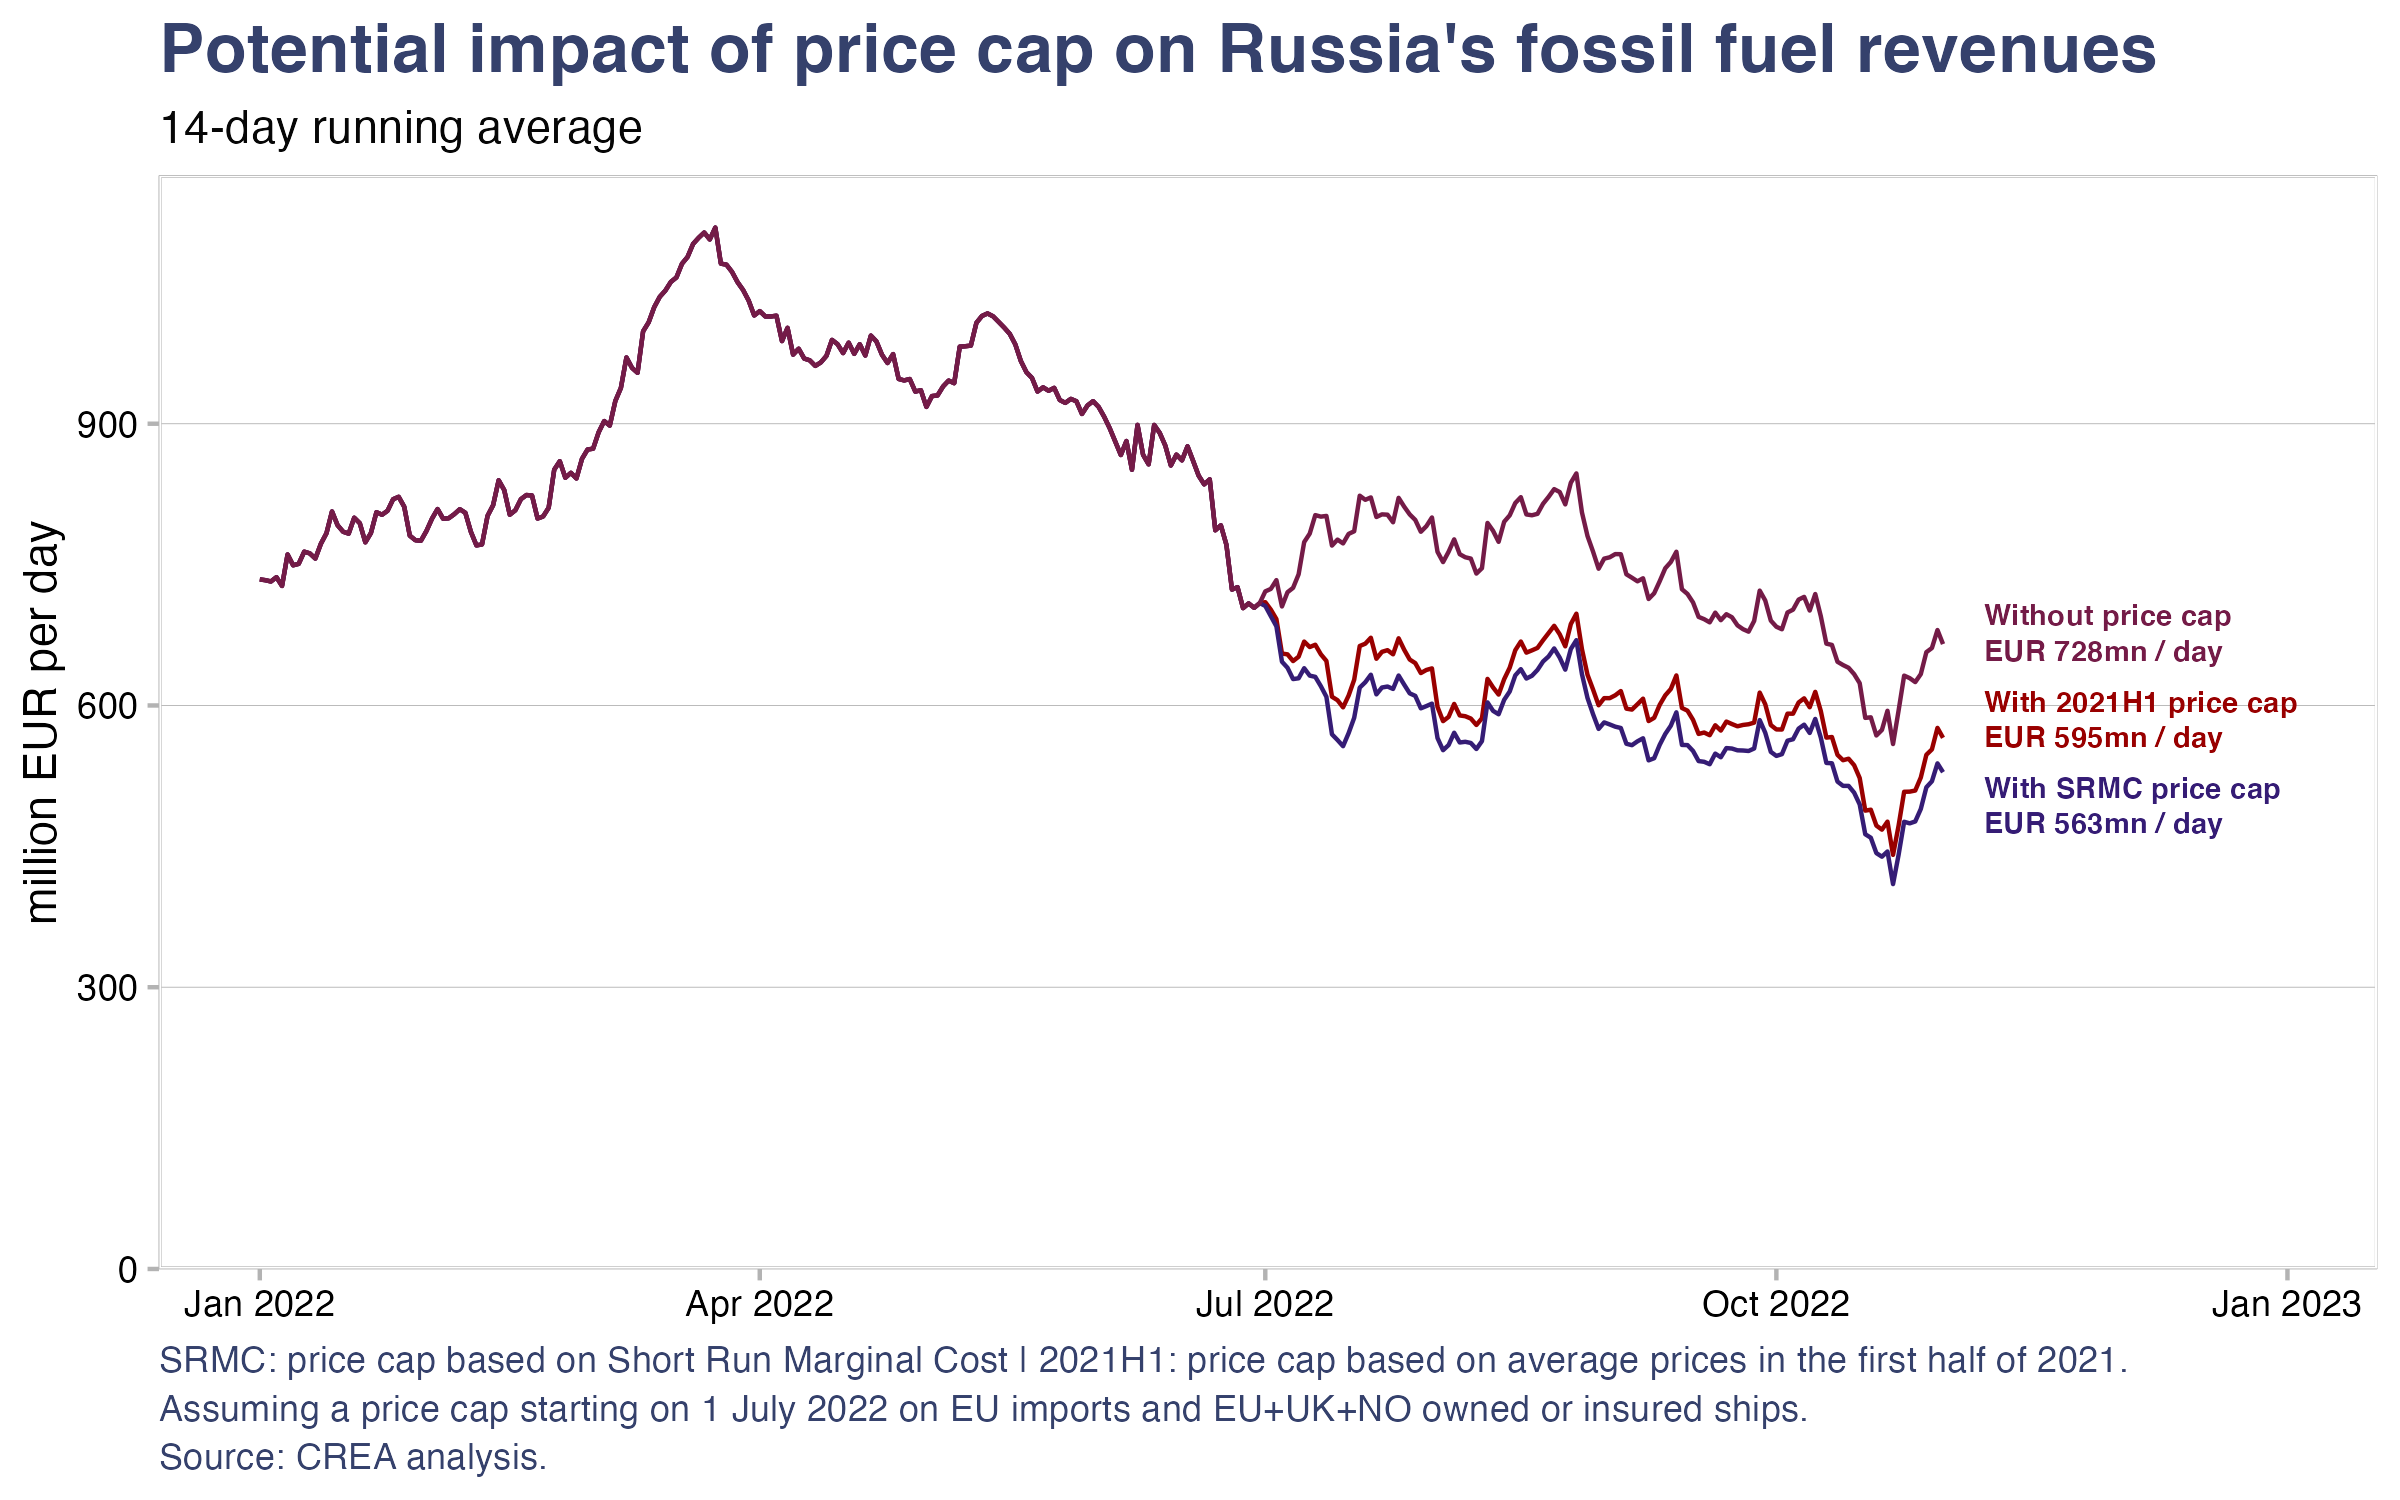 Potential impact of price cap on Russia's fossil fuel revenues
14-day running average
million EUR per day
900
600
300
0
Without price cap
EUR 728mn / day
With 2021H1 price cap
EUR 595mn / day
With SRMC price cap
EUR 563mn / day
Jan 2022
Apr 2022
Jul 2022
Oct 2022
Jan 2023
SRMC: price cap based on Short Run Marginal Cost | 2021H1: price cap based on average prices in the first half of 2021.
Assuming a price cap starting on 1 July 2022 on EU imports and EU+UK+NO owned or insured ships.
Source: CREA analysis.